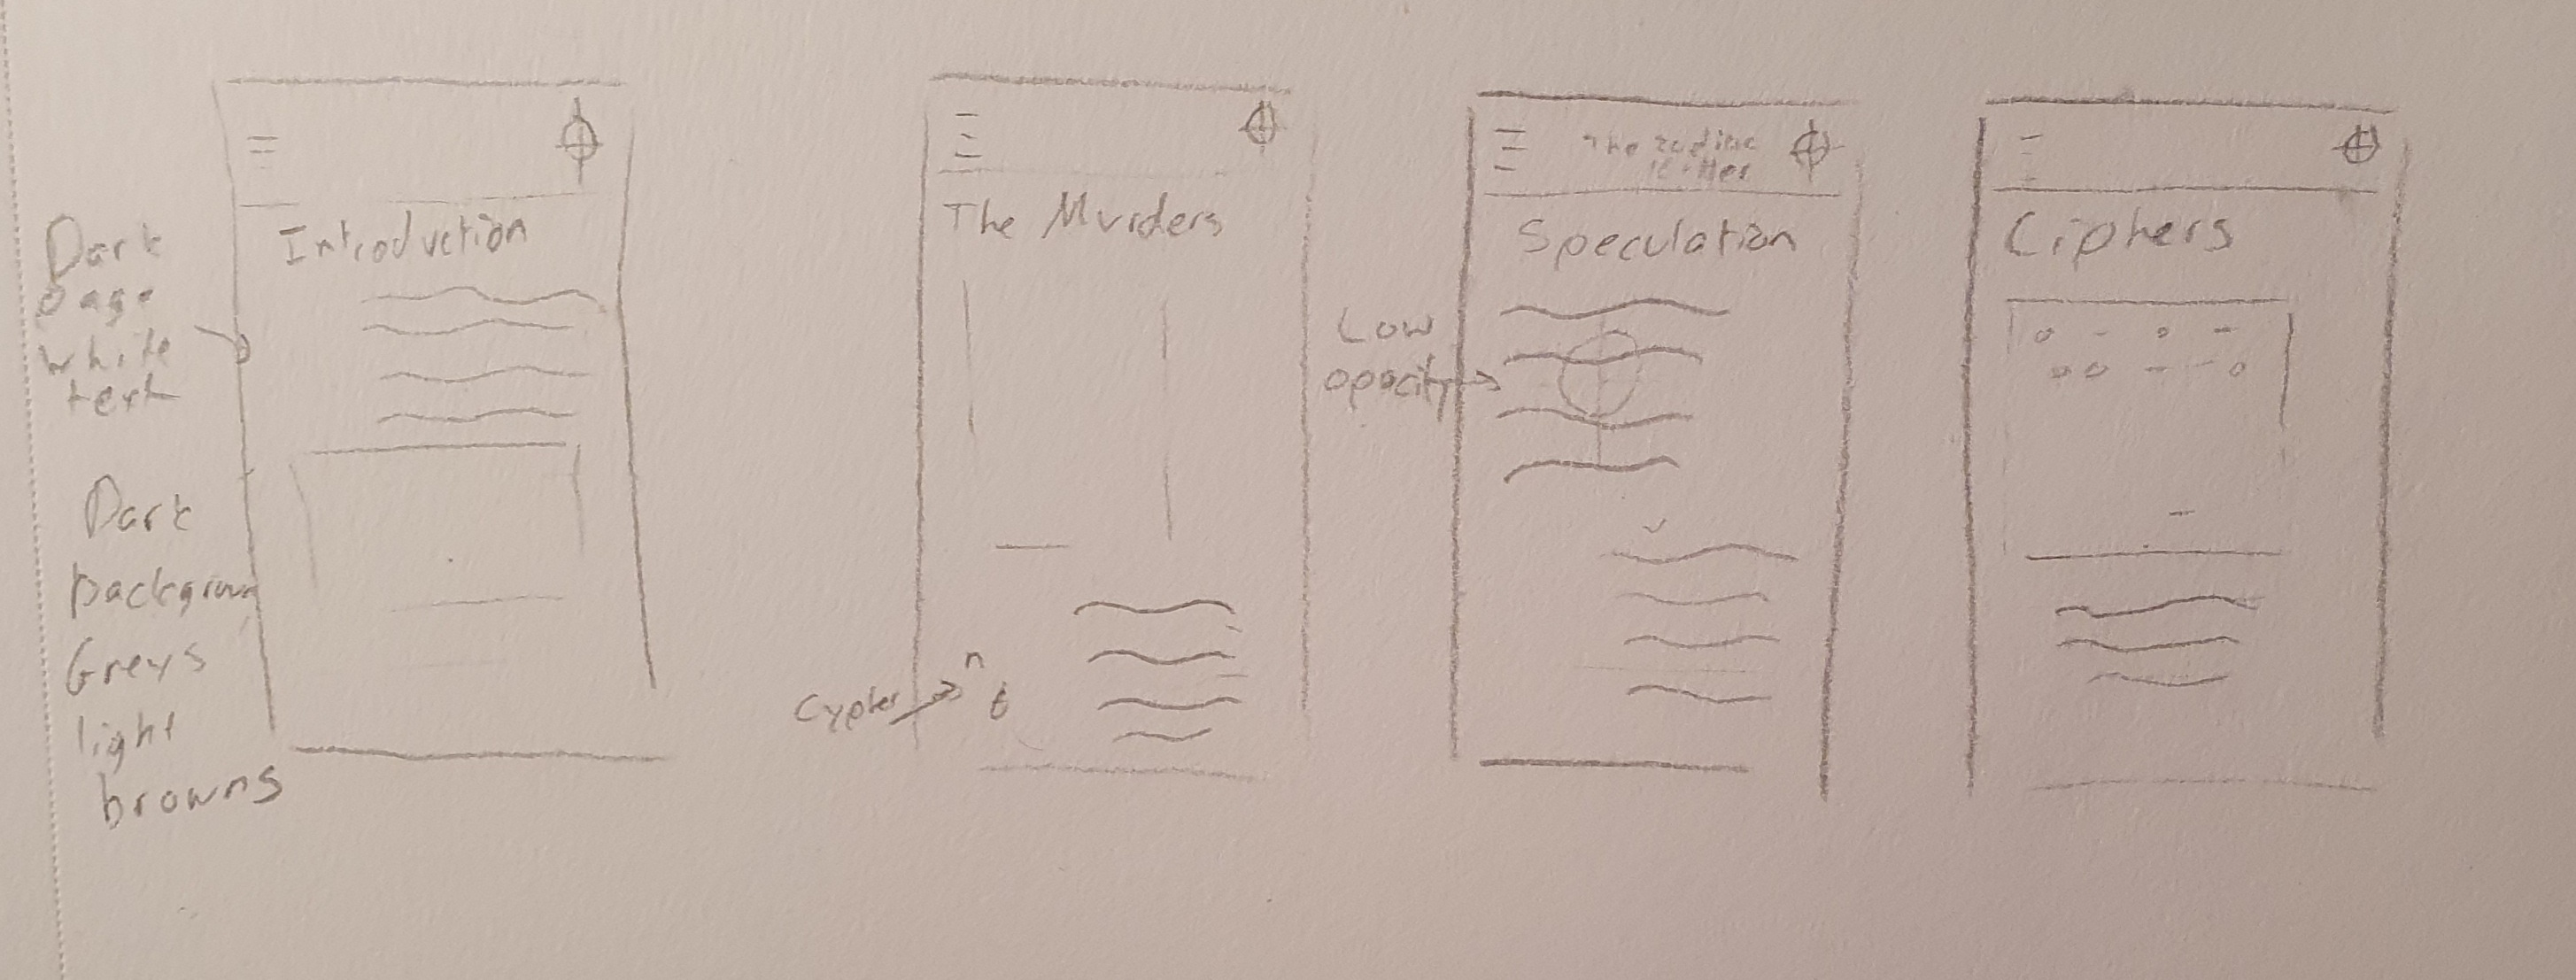 Dark
page
white
text
Dark
backgroun
Greys
light
browns
Introduction
The Murders
Cypher
The zodiac
killer
Speculation
Low
opacity
Ciphers